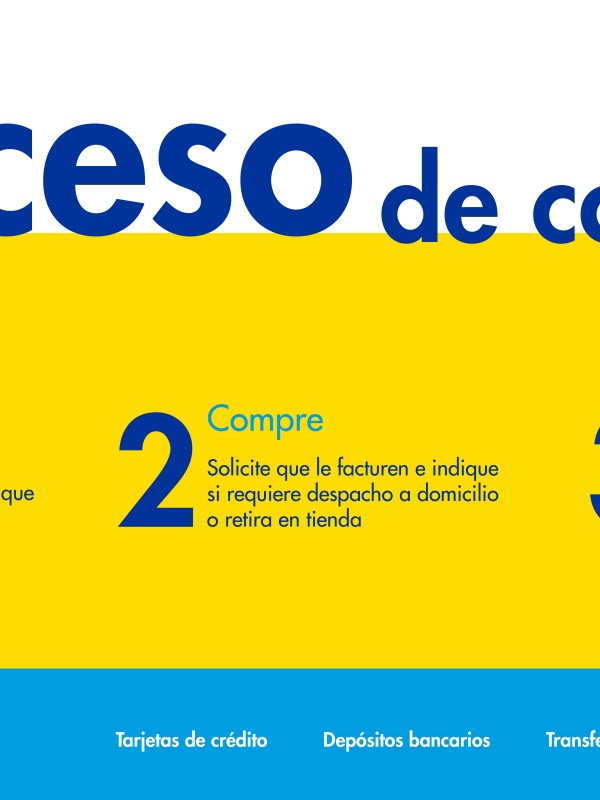 ceso de co
que
2
Compre
Solicite que le facturen e indique
si requiere despacho a domicilio
o retira en tienda
Tarjetas de crédito
Depósitos bancarios
Transfe